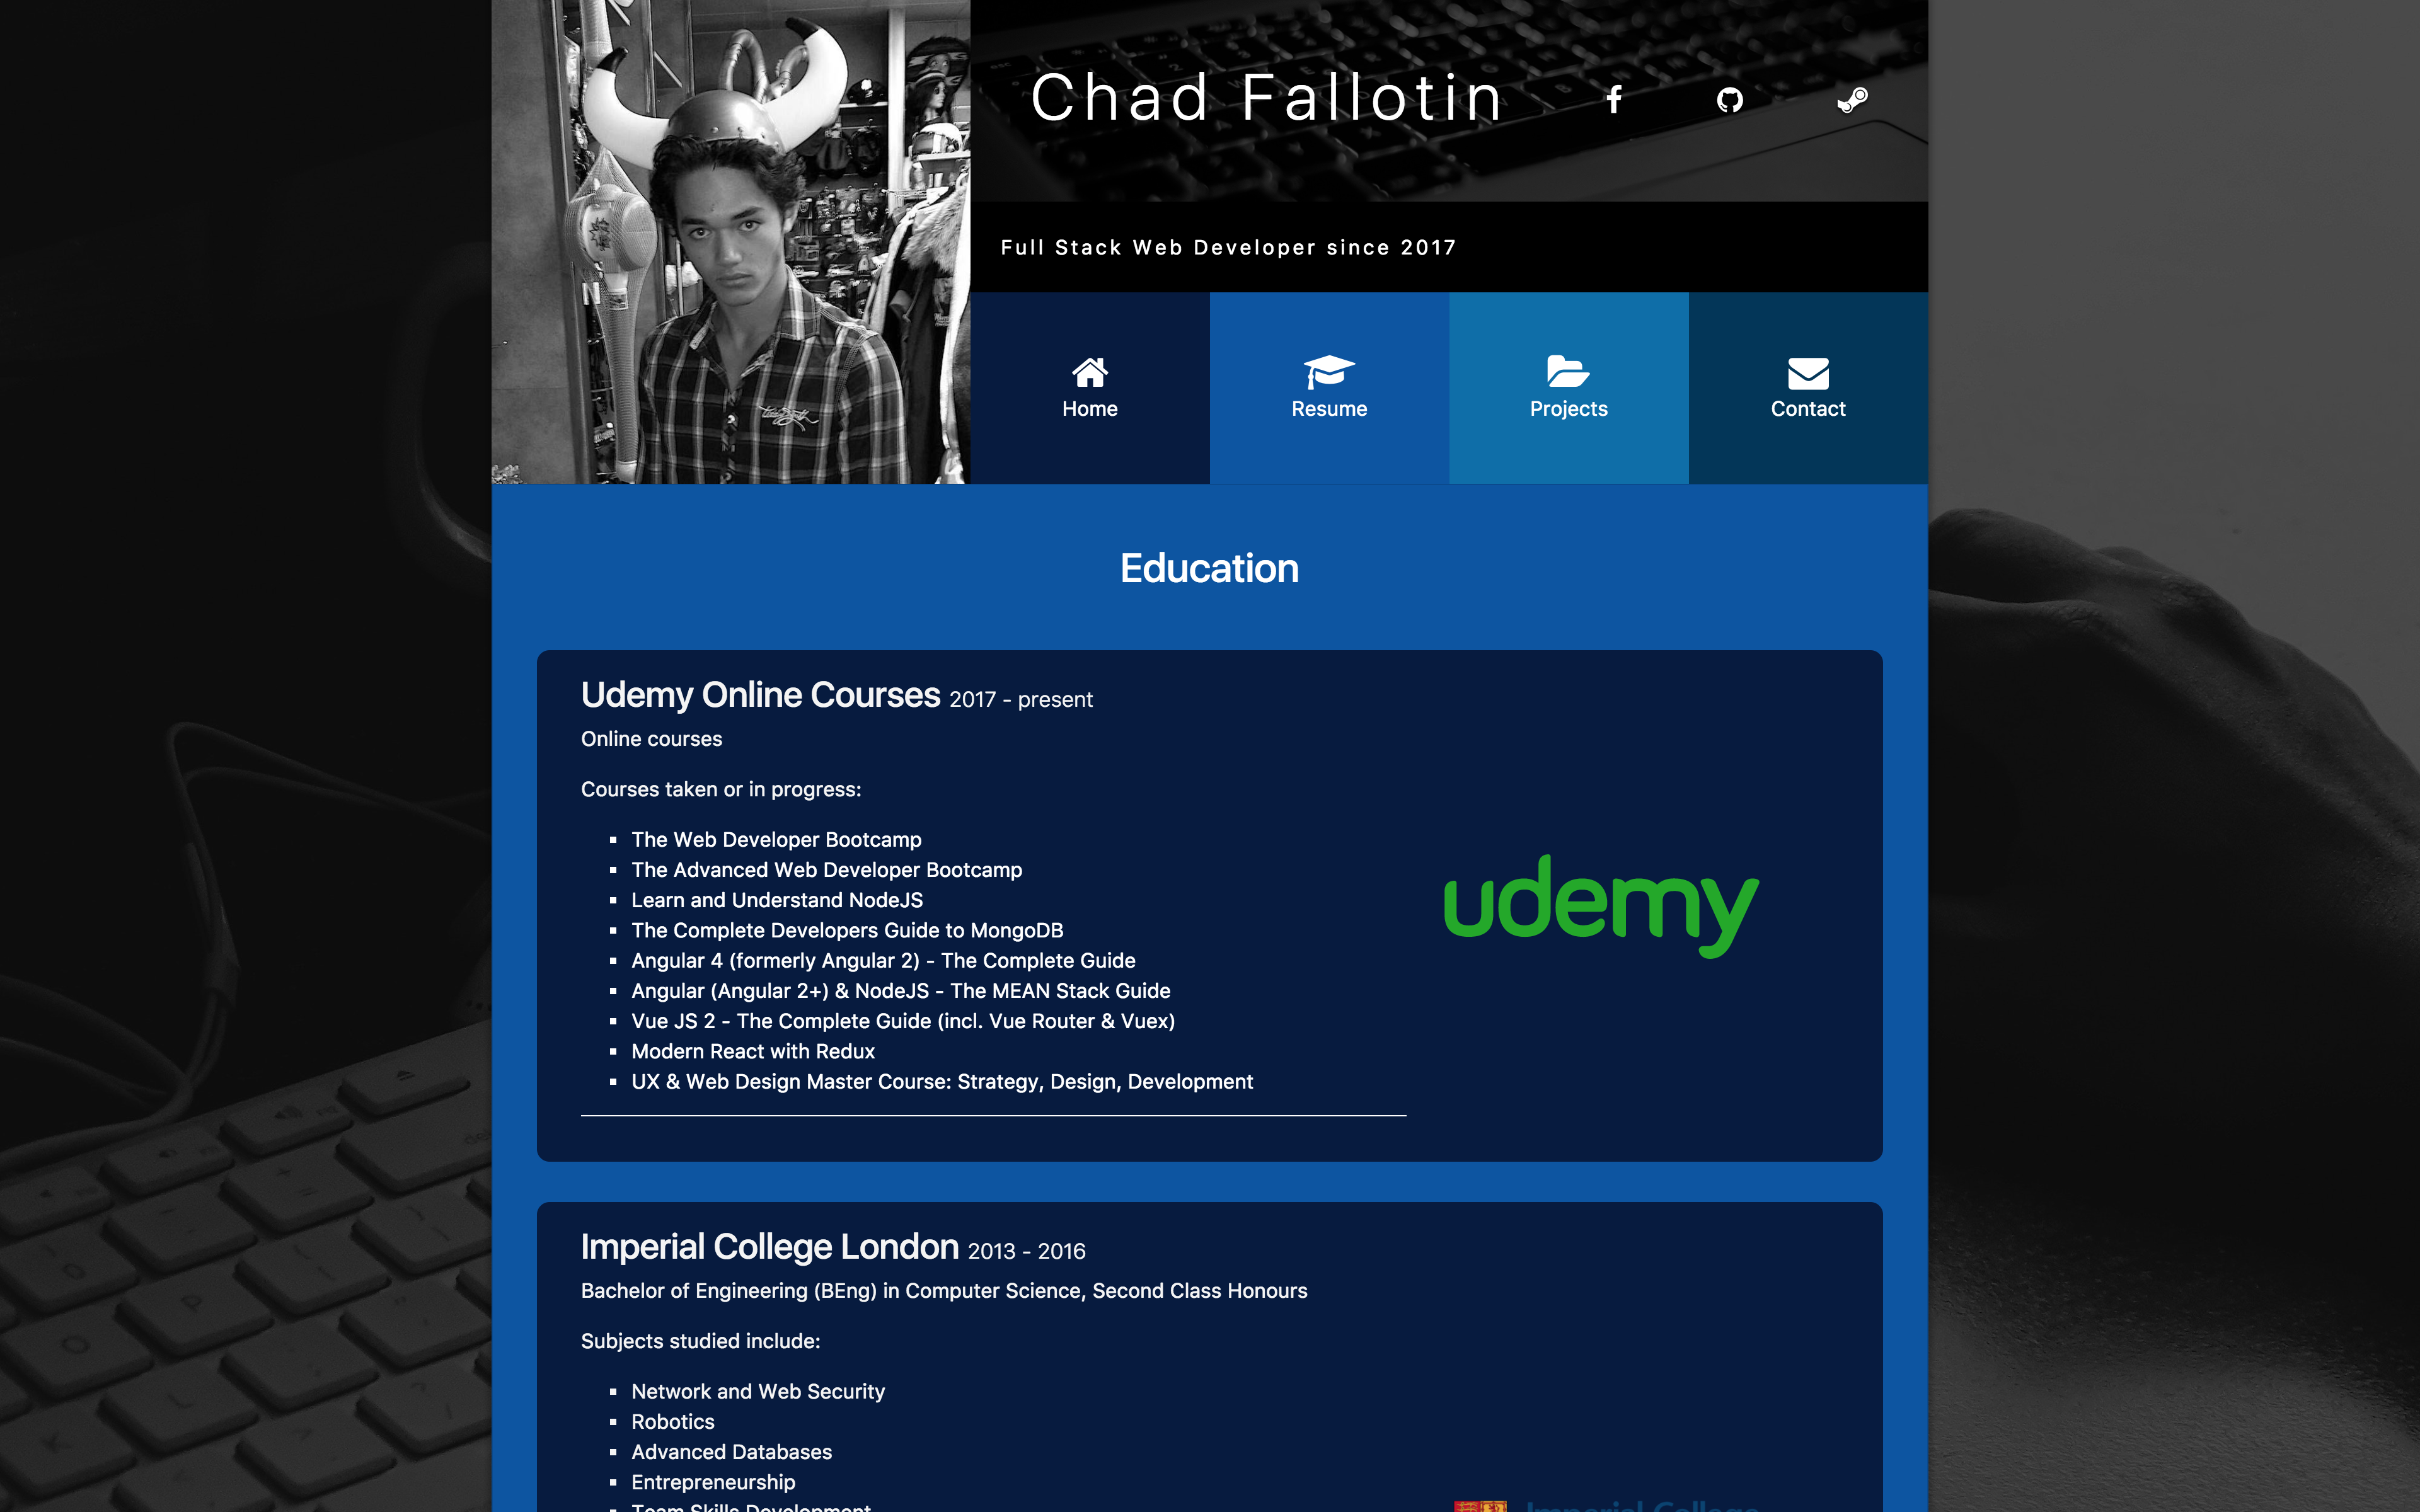 Chad Fallotin
Full Stack Web Developer since 2017
Home
Resume
Projects
Contact
Education
Udemy Online Courses 2017 - present
Online courses
Courses taken or in progress:
The Web Developer Bootcamp
The Advanced Web Developer Bootcamp
Learn and Understand NodeJS
The Complete Developers Guide to MongoDB
Angular 4 (formerly Angular 2) - The Complete Guide
Angular (Angular 2+) & NodeJS - The MEAN Stack Guide
Vue JS 2 - The Complete Guide (incl. Vue Router & Vuex)
Modern React with Redux
UX & Web Design Master Course: Strategy, Design, Development
udemy
Imperial College London 2013 - 2016
Bachelor of Engineering (BEng) in Computer Science, Second Class Honours
Subjects studied include:
Network and Web Security
Robotics
Advanced Databases
Entrepreneurship
Team Skills Development
Imperial College